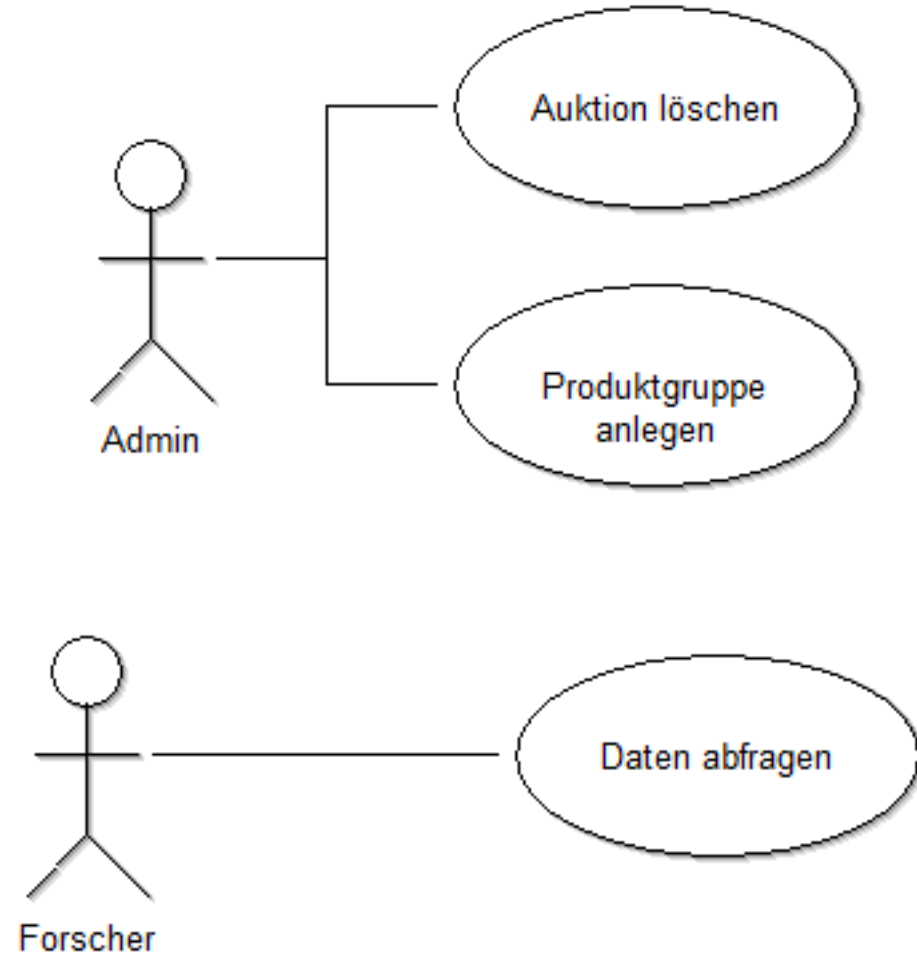 Auktion löschen
Produktgruppe
anlegen
Admin
Daten abfragen
Forscher